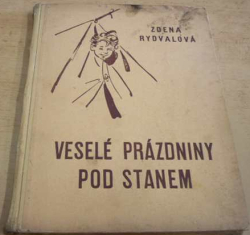 ZDENA
RYDVALOVÁ
VESELÉ PRÁZDNINY
POD STANEM